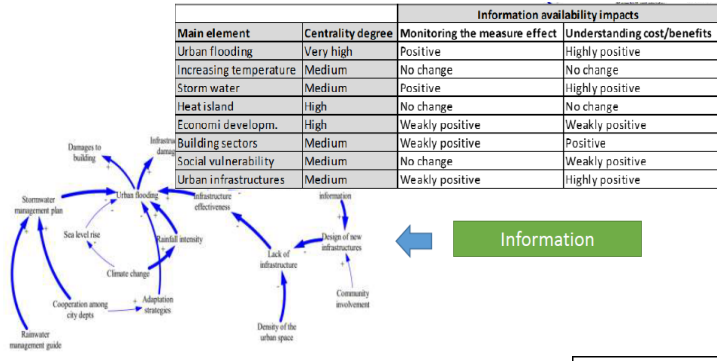 Information availability impacts
Main element Centrality degree Monitoring the measure effect Understanding cost/benefits
Urban flooding Very high Positive Highly positive
Increasing temperature Medium No change No change
Storm water Medium Positive Highly positive
Heat island High No change No change
Economi developm. High Weakly positive Weakly positive
Building sectors Medium Weakly positive Positive
Social vulnerability Medium No change Weakly positive
Urban infrastructures Medium Weakly positive Highly positive
Damages to
building
Urban flooding
Infrastructure
effectiveness
information
Stormwater
management plan
Sea level rise
Rainfall intensity
Design of new
infrastructures
Information
Lack of
infrastructure
Climate change
Cooperation among
city depts
Adaptation
strategies
Community
involvement
Density of the
urban space
Rainwater
management guide